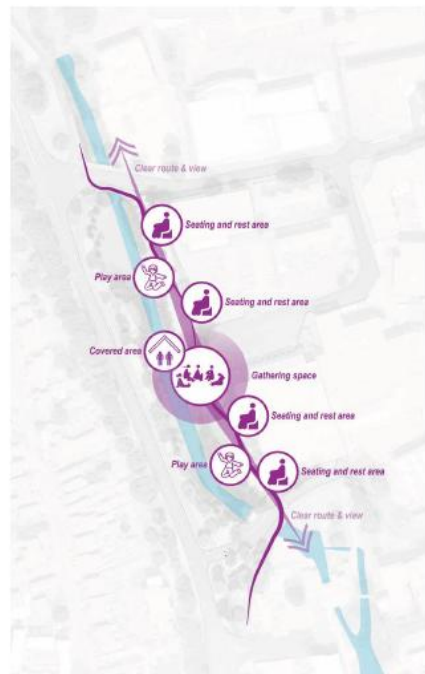 Clear route & view
Seating and rest area
Play area
Seating and rest area
Covered area
Gathering space
Seating and rest area
Play area
Seating and rest area
Clear route & view